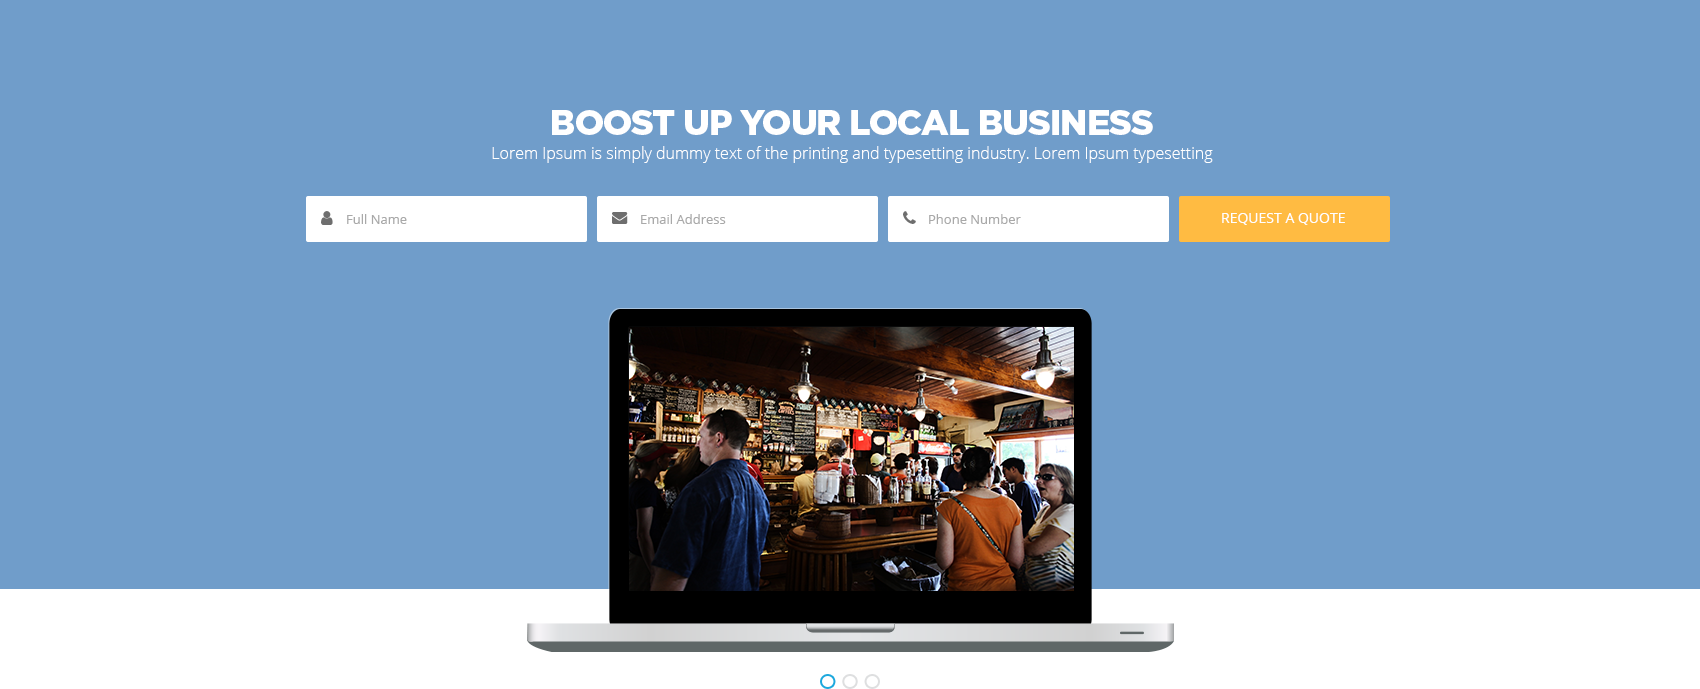 BOOST UP YOUR LOCAL BUSINESS
Lorem Ipsum is simply dummy text of the printing and typesetting industry. Lorem Ipsum typesetting
Full Name
Email Address
Phone Number
REQUEST A QUOTE